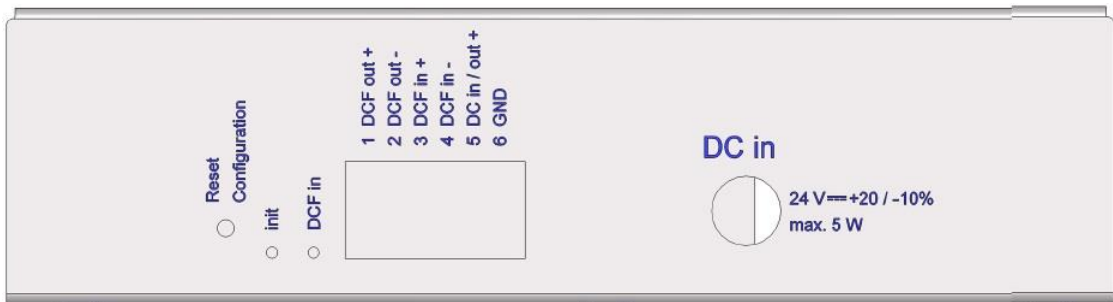 Reset
Configuration
init
DCF in
1 DCF out +
2 DCF out -
3 DCF in +
4 DCF in -
5 DC in / out +
6 GND
DC in
24 V⎓+20 / -10%
max. 5 W